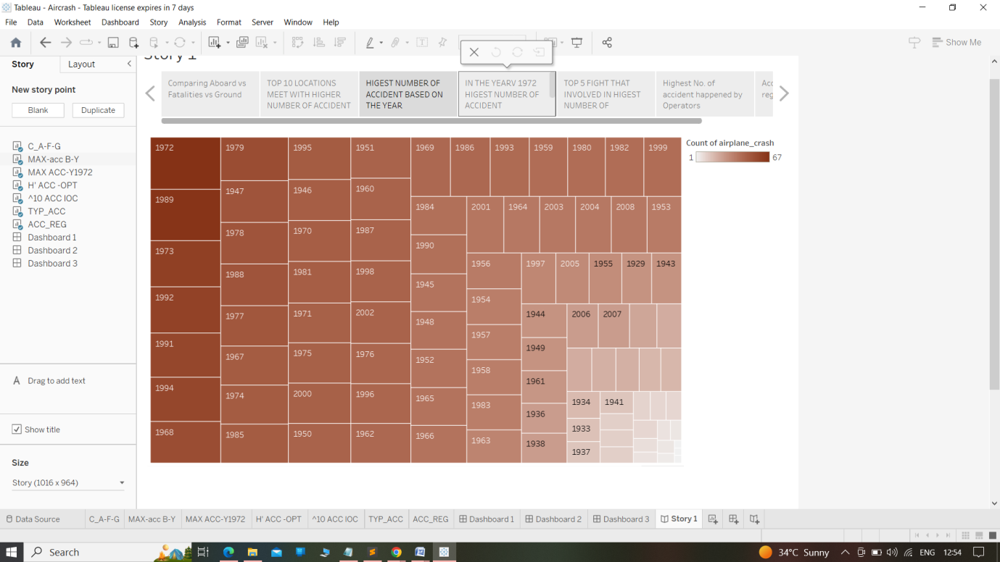 Tableau - Aircrash - Tableau license expires in 7 days
File Data Worksheet Dashboard Story Analysis Format Server Window Help
Show Me
Story Layout
New story point
Blank Duplicate
C_A-F-G
MAX-acc B-Y
MAX ACC-Y1972
H' ACC -OPT
^10 ACC IOC
TYP_ACC
ACC_REG
Dashboard 1
Dashboard 2
Dashboard 3
A Drag to add text
Show title
Size
Story (1016 x 964)
Story 1
Comparing Aboard vs
Fatalities vs Ground
TOP 10 LOCATIONS
MEET WITH HIGHER
NUMBER OF ACCIDENT
HIGEST NUMBER OF
ACCIDENT BASED ON
THE YEAR
IN THE YEARV 1972
HIGEST NUMBER OF
ACCIDENT
TOP 5 FIGHT THAT
INVOLVED IN HIGEST
NUMBER OF
Highest No. of
accident happened by
Operators
Acc
reg
1972
1989
1973
1992
1991
1994
1968
1979
1947
1978
1988
1977
1967
1974
1985
1995
1946
1970
1981
1971
1975
2000
1950
1951
1960
1987
1998
2002
1976
1996
1962
1969 1986 1993 1959 1980 1982 1999
1984
1990
1945
1948
1952
1965
1966
2001 1964 2003 2004 2008 1953
1956
1954
1957
1958
1983
1963
1997 2005 1955 1929 1943
1944
1949
1961
1936
1938
2006 2007
1934 1941
1933
1937
Count of airplane_crash
1 67
Data Source C_A-F-G MAX-acc B-Y MAX ACC-Y1972 H' ACC -OPT ^10 ACC IOC TYP_ACC ACC_REG Dashboard 1 Dashboard 2 Dashboard 3 Story 1
Search
34°C Sunny ENG 12:54